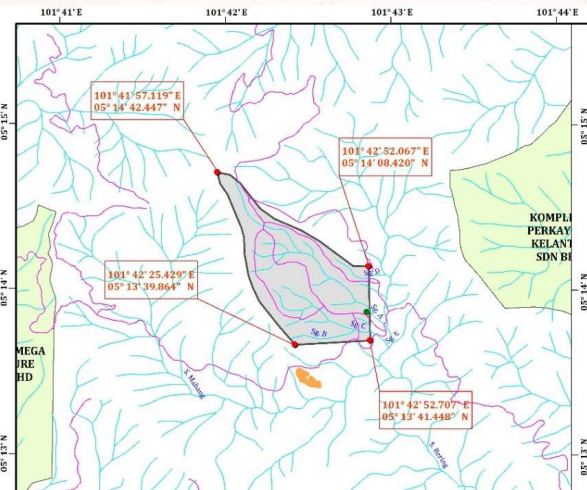 101° 41' E
101° 42' E
101° 43' E
101° 44' E
05° 15' N
05° 15' N
101° 41' 57.119" E
05° 14' 42.447" N
101° 42' 52.067" E
05° 14' 08.420" N
KOMPL
PERKAY
KELANT
SDN B
Sg. D
101° 42' 25.429" E
05° 13' 39.864" N
05° 14' N
05° 14' N
Sg. A
Sg. C
Sg. B
MEGA
URE
HD
S. Mabang
101° 42' 52.707" E
05° 13' 41.448" N
05° 13' N
05° 13' N
S. Bering